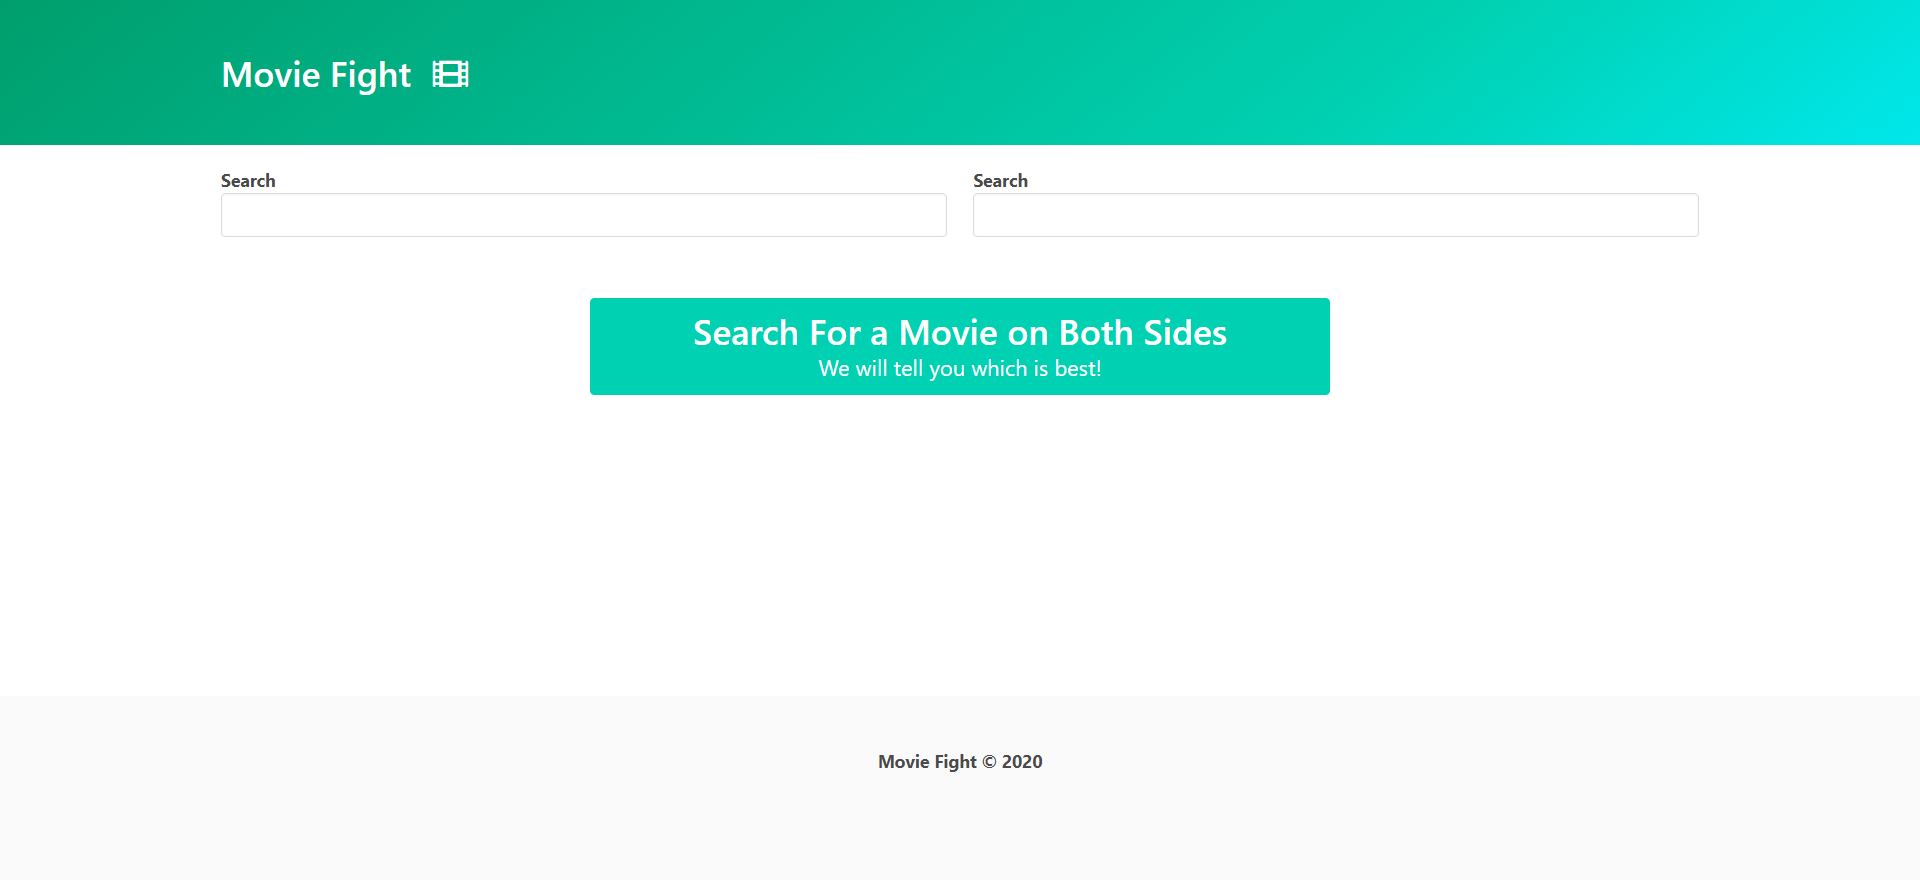 Movie Fight
Search
Search
Search For a Movie on Both Sides
We will tell you which is best!
Movie Fight © 2020